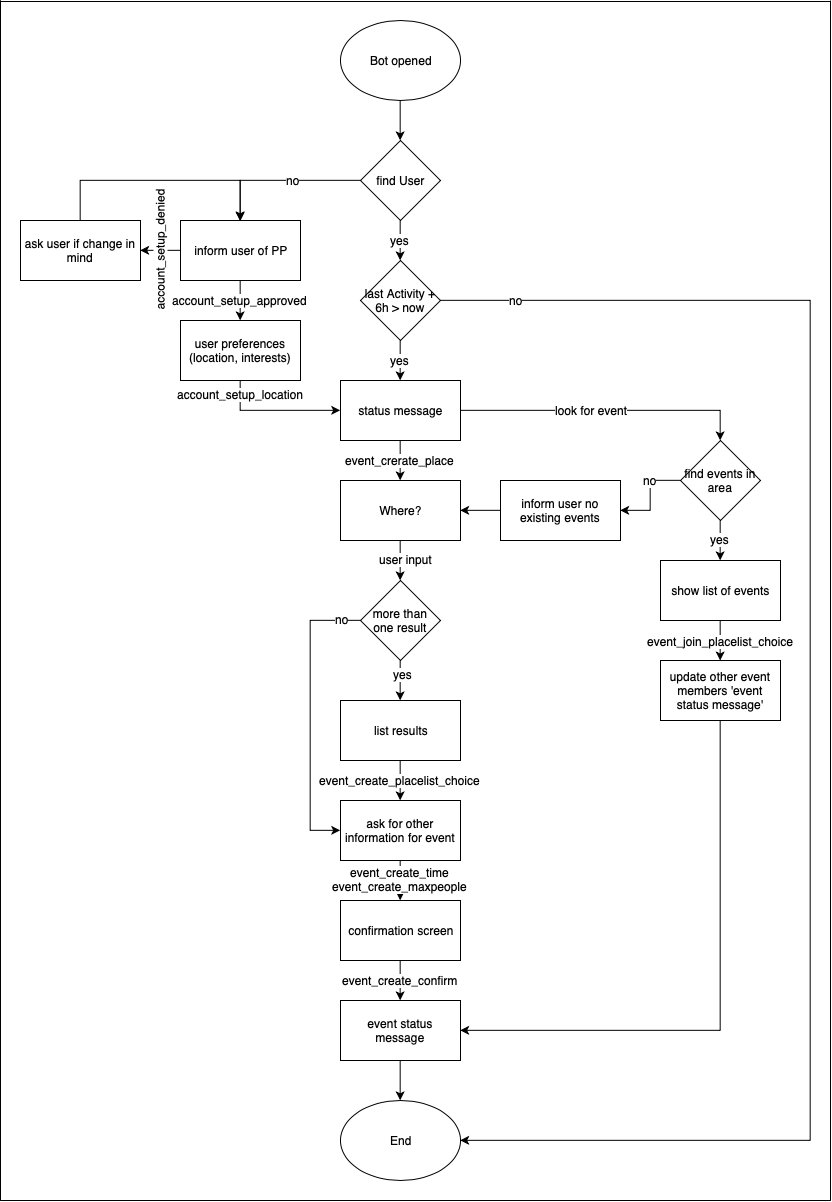 Bot opened
find User
no
yes
account_setup_denied
ask user if change in
mind
inform user of PP
account_setup_approved
last Activity +
6h > now
no
user preferences
(location, interests)
yes
account_setup_location
status message
look for event
event_crerate_place
find events in
area
no
Where?
inform user no
existing events
yes
user input
show list of events
more than
one result
no
event_join_placelist_choice
yes
update other event
members 'event
status message'
list results
event_create_placelist_choice
ask for other
information for event
event_create_time
event_create_maxpeople
confirmation screen
event_create_confirm
event status
message
End